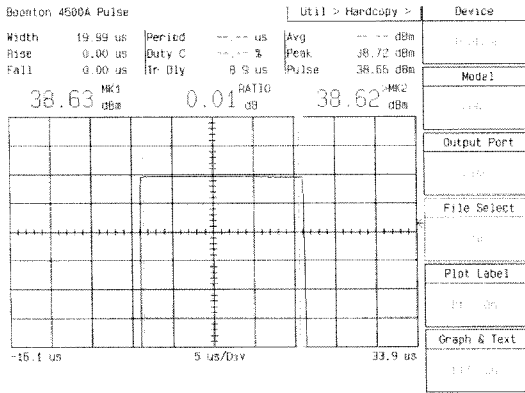 Boonton 4500A Pulse
Util > Hardcopy >
Width 19.99 us
Rise 0.00 us
Fall 0.00 us
Period --.-- us
Duty C --.-- %
Tr Dly 8.9 us
Avg -- -- dBm
Peak 38.72 dBm
Pulse 38.66 dBm
38.63 MK1 dBm
0.01 RATIO dB
38.62 >MK2 dBm
-16.1 us
5 us/Div
33.9 us
Device
Model
Output Port
File Select
Plot Label
Graph & Text